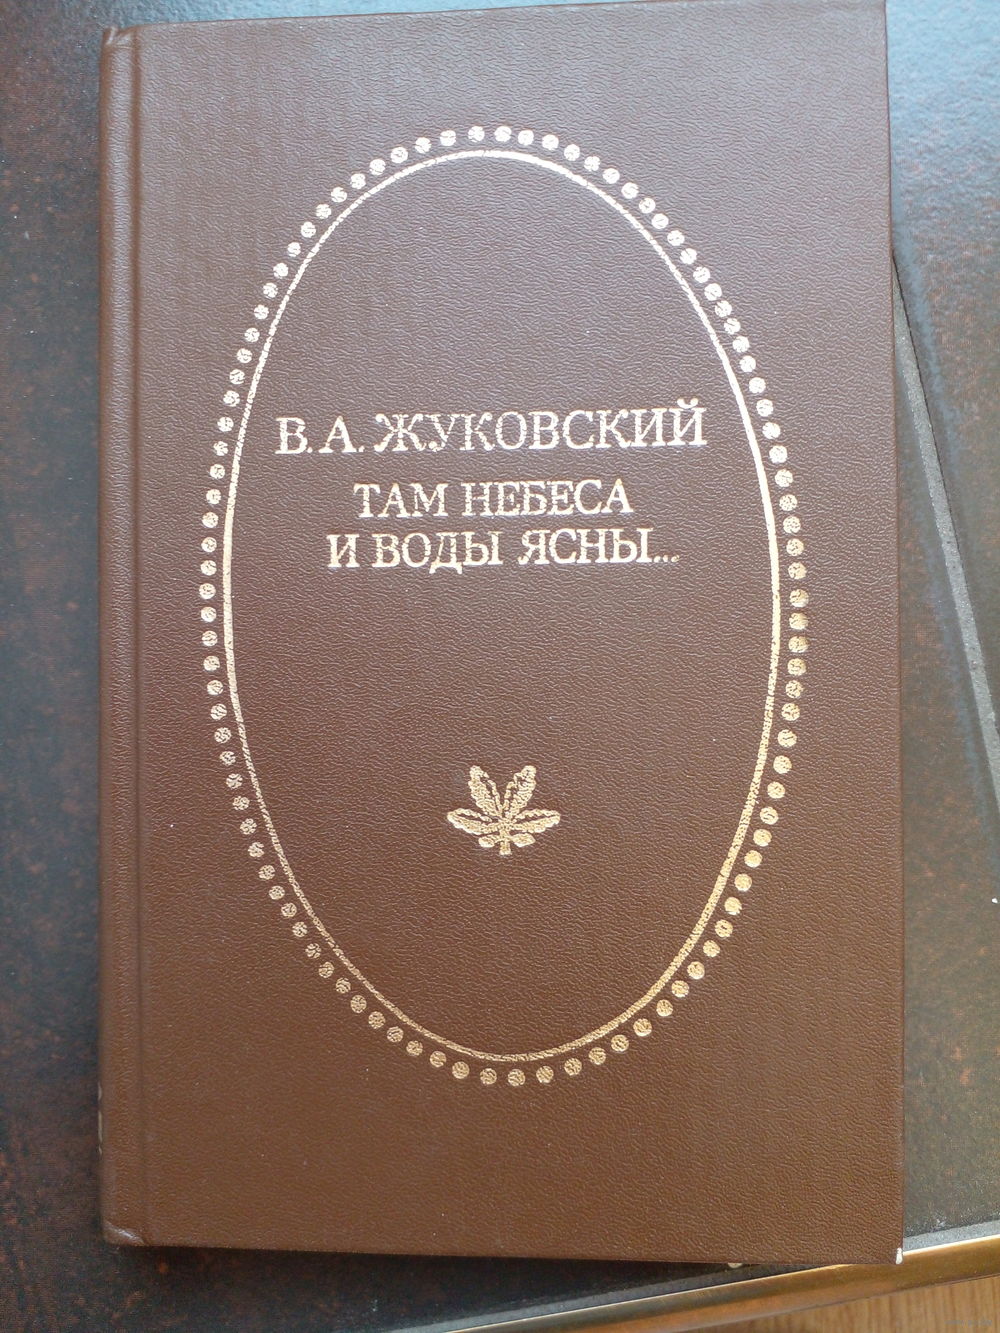 В. А. ЖУКОВСКИЙ
ТАМ НЕБЕСА
И ВОДЫ ЯСНЫ...